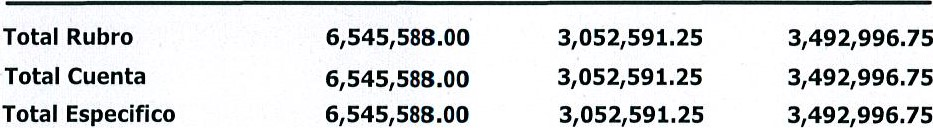 Total Rubro 6,545,588.00 3,052,591.25 3,492,996.75
Total Cuenta 6,545,588.00 3,052,591.25 3,492,996.75
Total Especifico 6,545,588.00 3,052,591.25 3,492,996.75